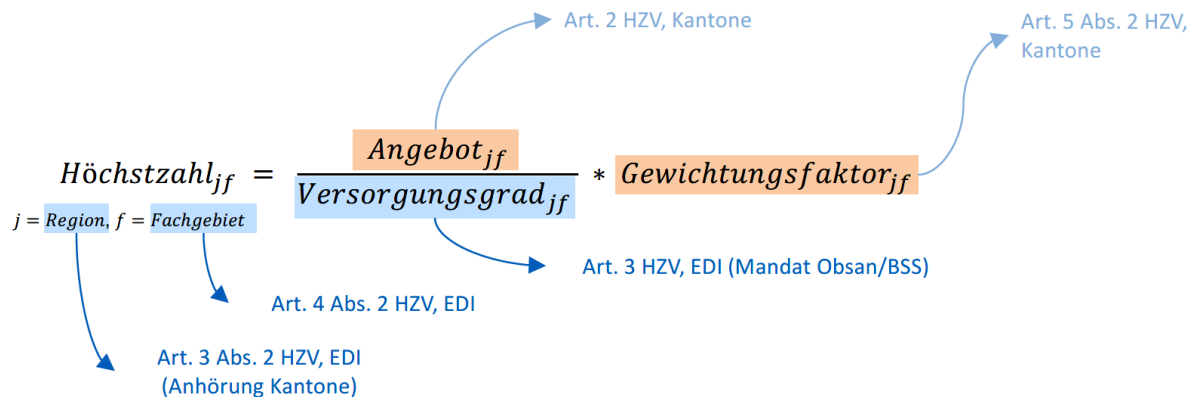 Art. 2 HZV, Kantone
Art. 5 Abs. 2 HZV,
Kantone
Höchstzahl_jf = Angebot_jf / Versorgungsgrad_jf * Gewichtungsfaktor_jf
j = Region, f = Fachgebiet
Art. 3 HZV, EDI (Mandat Obsan/BSS)
Art. 4 Abs. 2 HZV, EDI
Art. 3 Abs. 2 HZV, EDI
(Anhörung Kantone)